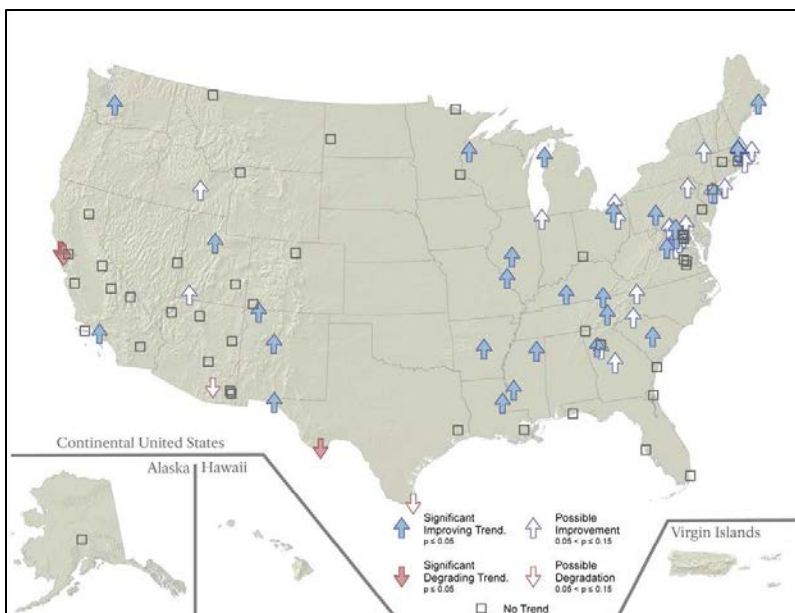 Continental United States
Alaska
Hawaii
Virgin Islands
Significant
Improving Trend.
p ≤ 0.05
Possible
Improvement
0.05 < p ≤ 0.15
Significant
Degrading Trend.
p ≤ 0.05
Possible
Degradation
0.05 < p ≤ 0.15
No Trend